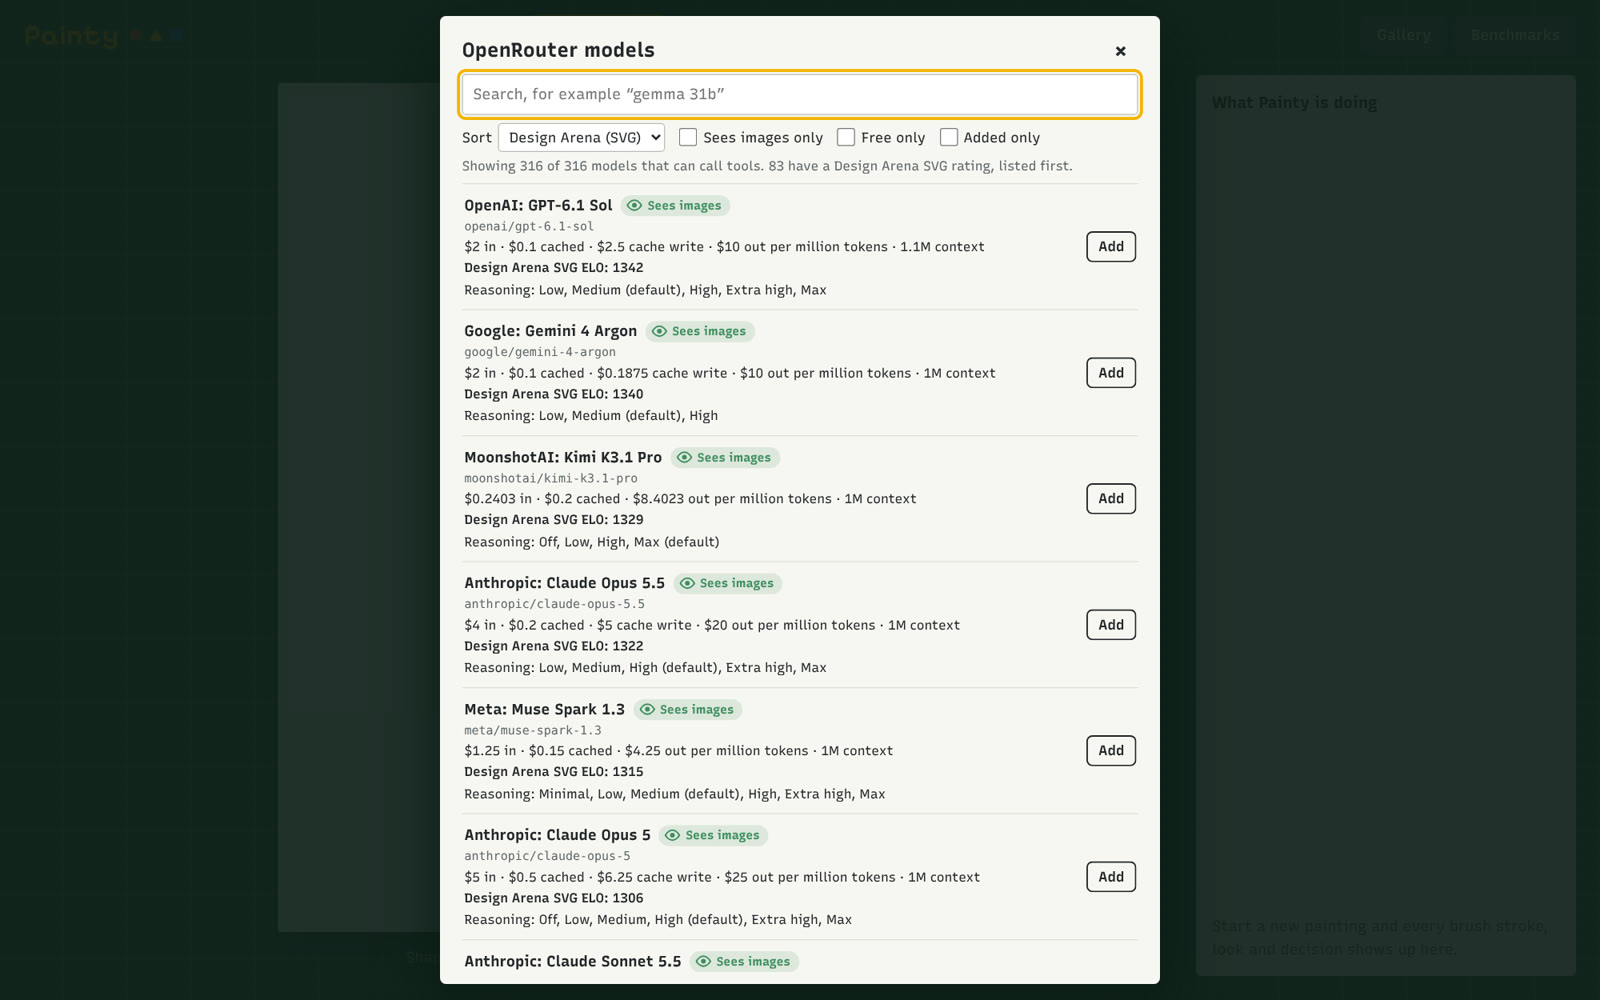 Painty
Gallery
Benchmarks
OpenRouter models
×
Search, for example “gemma 31b”
Sort Design Arena (SVG) Sees images only Free only Added only
Showing 316 of 316 models that can call tools. 83 have a Design Arena SVG rating, listed first.
OpenAI: GPT-6.1 Sol Sees images
openai/gpt-6.1-sol
$2 in · $0.1 cached · $2.5 cache write · $10 out per million tokens · 1.1M context
Add
Design Arena SVG ELO: 1342
Reasoning: Low, Medium (default), High, Extra high, Max
Google: Gemini 4 Argon Sees images
google/gemini-4-argon
$2 in · $0.1 cached · $0.1875 cache write · $10 out per million tokens · 1M context
Add
Design Arena SVG ELO: 1340
Reasoning: Low, Medium (default), High
MoonshotAI: Kimi K3.1 Pro Sees images
moonshotai/kimi-k3.1-pro
$0.2403 in · $0.2 cached · $8.4023 out per million tokens · 1M context
Add
Design Arena SVG ELO: 1329
Reasoning: Off, Low, High, Max (default)
Anthropic: Claude Opus 5.5 Sees images
anthropic/claude-opus-5.5
$4 in · $0.2 cached · $5 cache write · $20 out per million tokens · 1M context
Add
Design Arena SVG ELO: 1322
Reasoning: Low, Medium, High (default), Extra high, Max
Meta: Muse Spark 1.3 Sees images
meta/muse-spark-1.3
$1.25 in · $0.15 cached · $4.25 out per million tokens · 1M context
Add
Design Arena SVG ELO: 1315
Reasoning: Minimal, Low, Medium (default), High, Extra high, Max
Anthropic: Claude Opus 5 Sees images
anthropic/claude-opus-5
$5 in · $0.5 cached · $6.25 cache write · $25 out per million tokens · 1M context
Add
Design Arena SVG ELO: 1306
Reasoning: Off, Low, Medium, High (default), Extra high, Max
Anthropic: Claude Sonnet 5.5 Sees images
What Painty is doing
Start a new painting and every brush stroke,
look and decision shows up here.